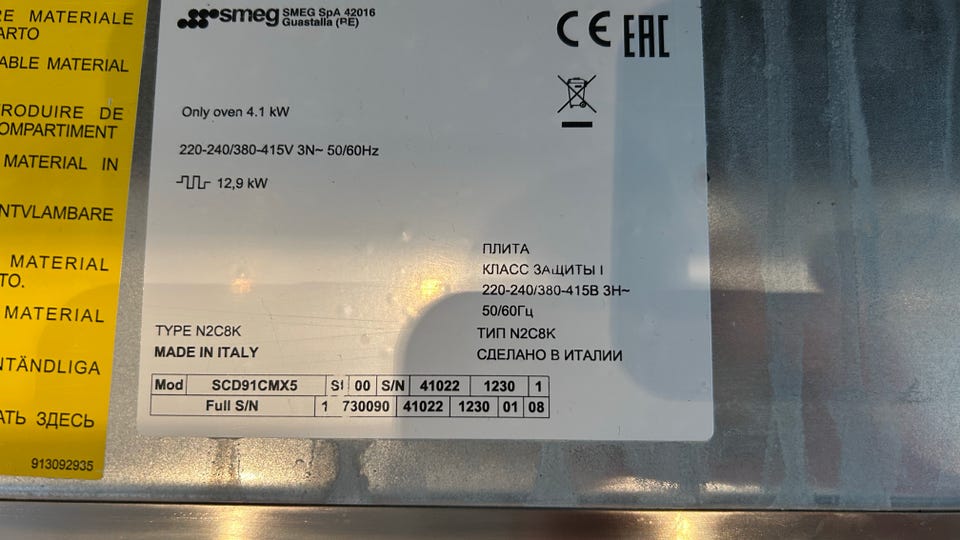 RE MATERIALE
ARTO
ABLE MATERIAL
RODUIRE DE
OMPARTIMENT
MATERIAL IN
NTVLAMBARE
MATERIAL
TO.
MATERIAL
NTÄNDLIGA
АТЬ ЗДЕСЬ
913092935
smeg SMEG SpA 42016
Guastalla (RE)
CE EAC
Only oven 4.1 kW
220-240/380-415V 3N~ 50/60Hz
12,9 kW
ПЛИТА
КЛАСС ЗАЩИТЫ I
220-240/380-415В 3Н~
50/60Гц
TYPE N2C8K
ТИП N2C8K
MADE IN ITALY
СДЕЛАНО В ИТАЛИИ
Mod SCD91CMX5 00 S/N 41022 1230 1
Full S/N 1 730090 41022 1230 01 08